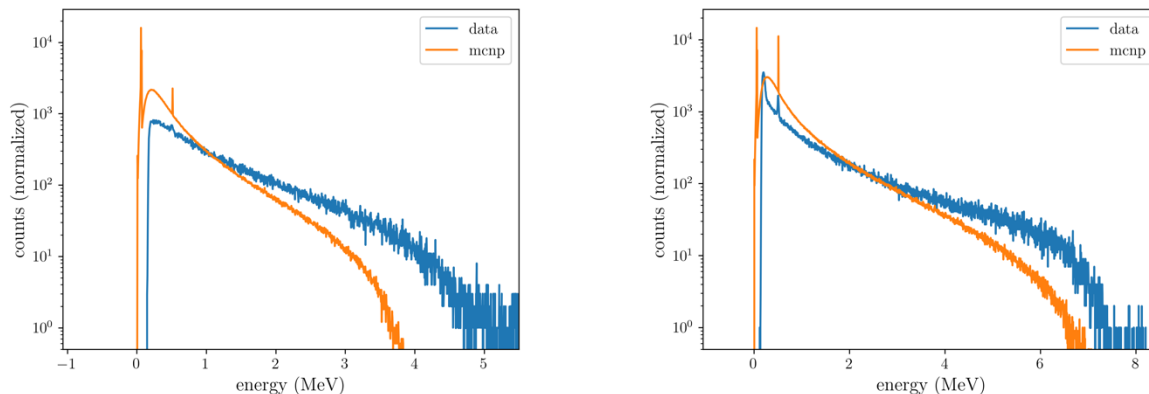 10⁴
10³
10²
10¹
10⁰
counts (normalized)
data
mcnp
−1 0 1 2 3 4 5
energy (MeV)
10⁴
10³
10²
10¹
10⁰
counts (normalized)
data
mcnp
0 2 4 6 8
energy (MeV)